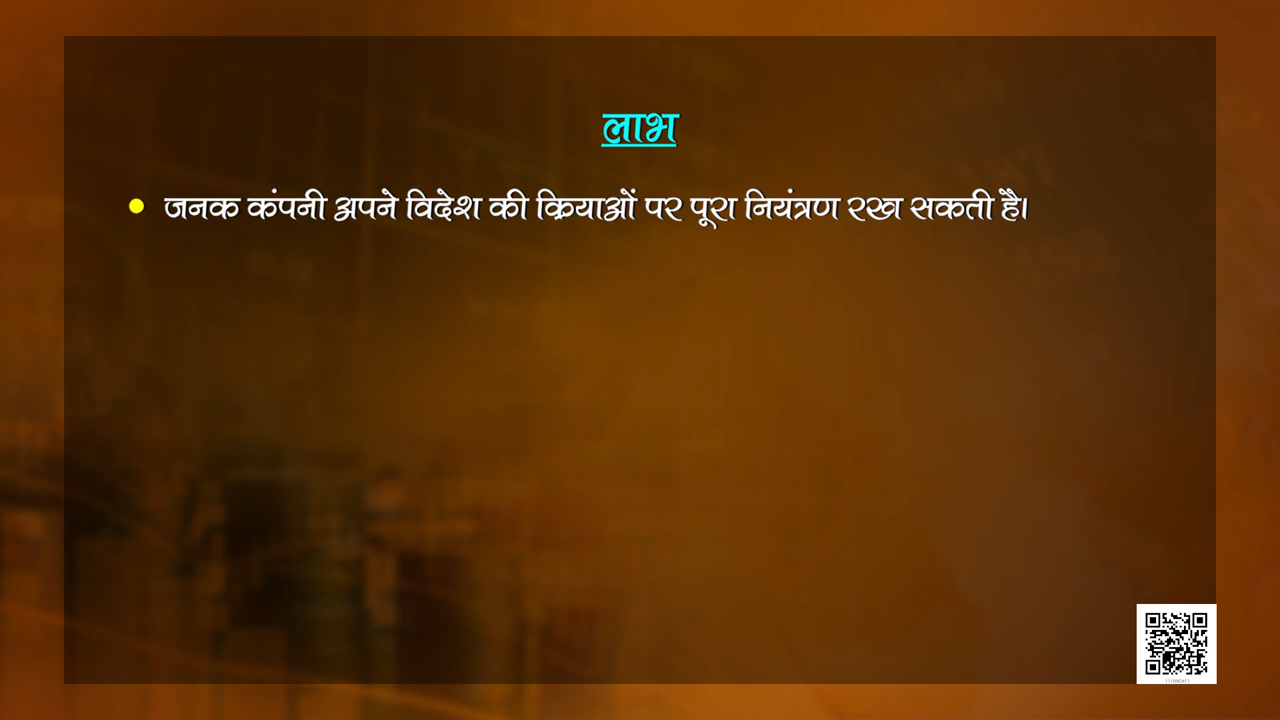 लाभ
जनक कंपनी अपने विदेश की क्रियाओं पर पूरा नियंत्रण रख सकती है।